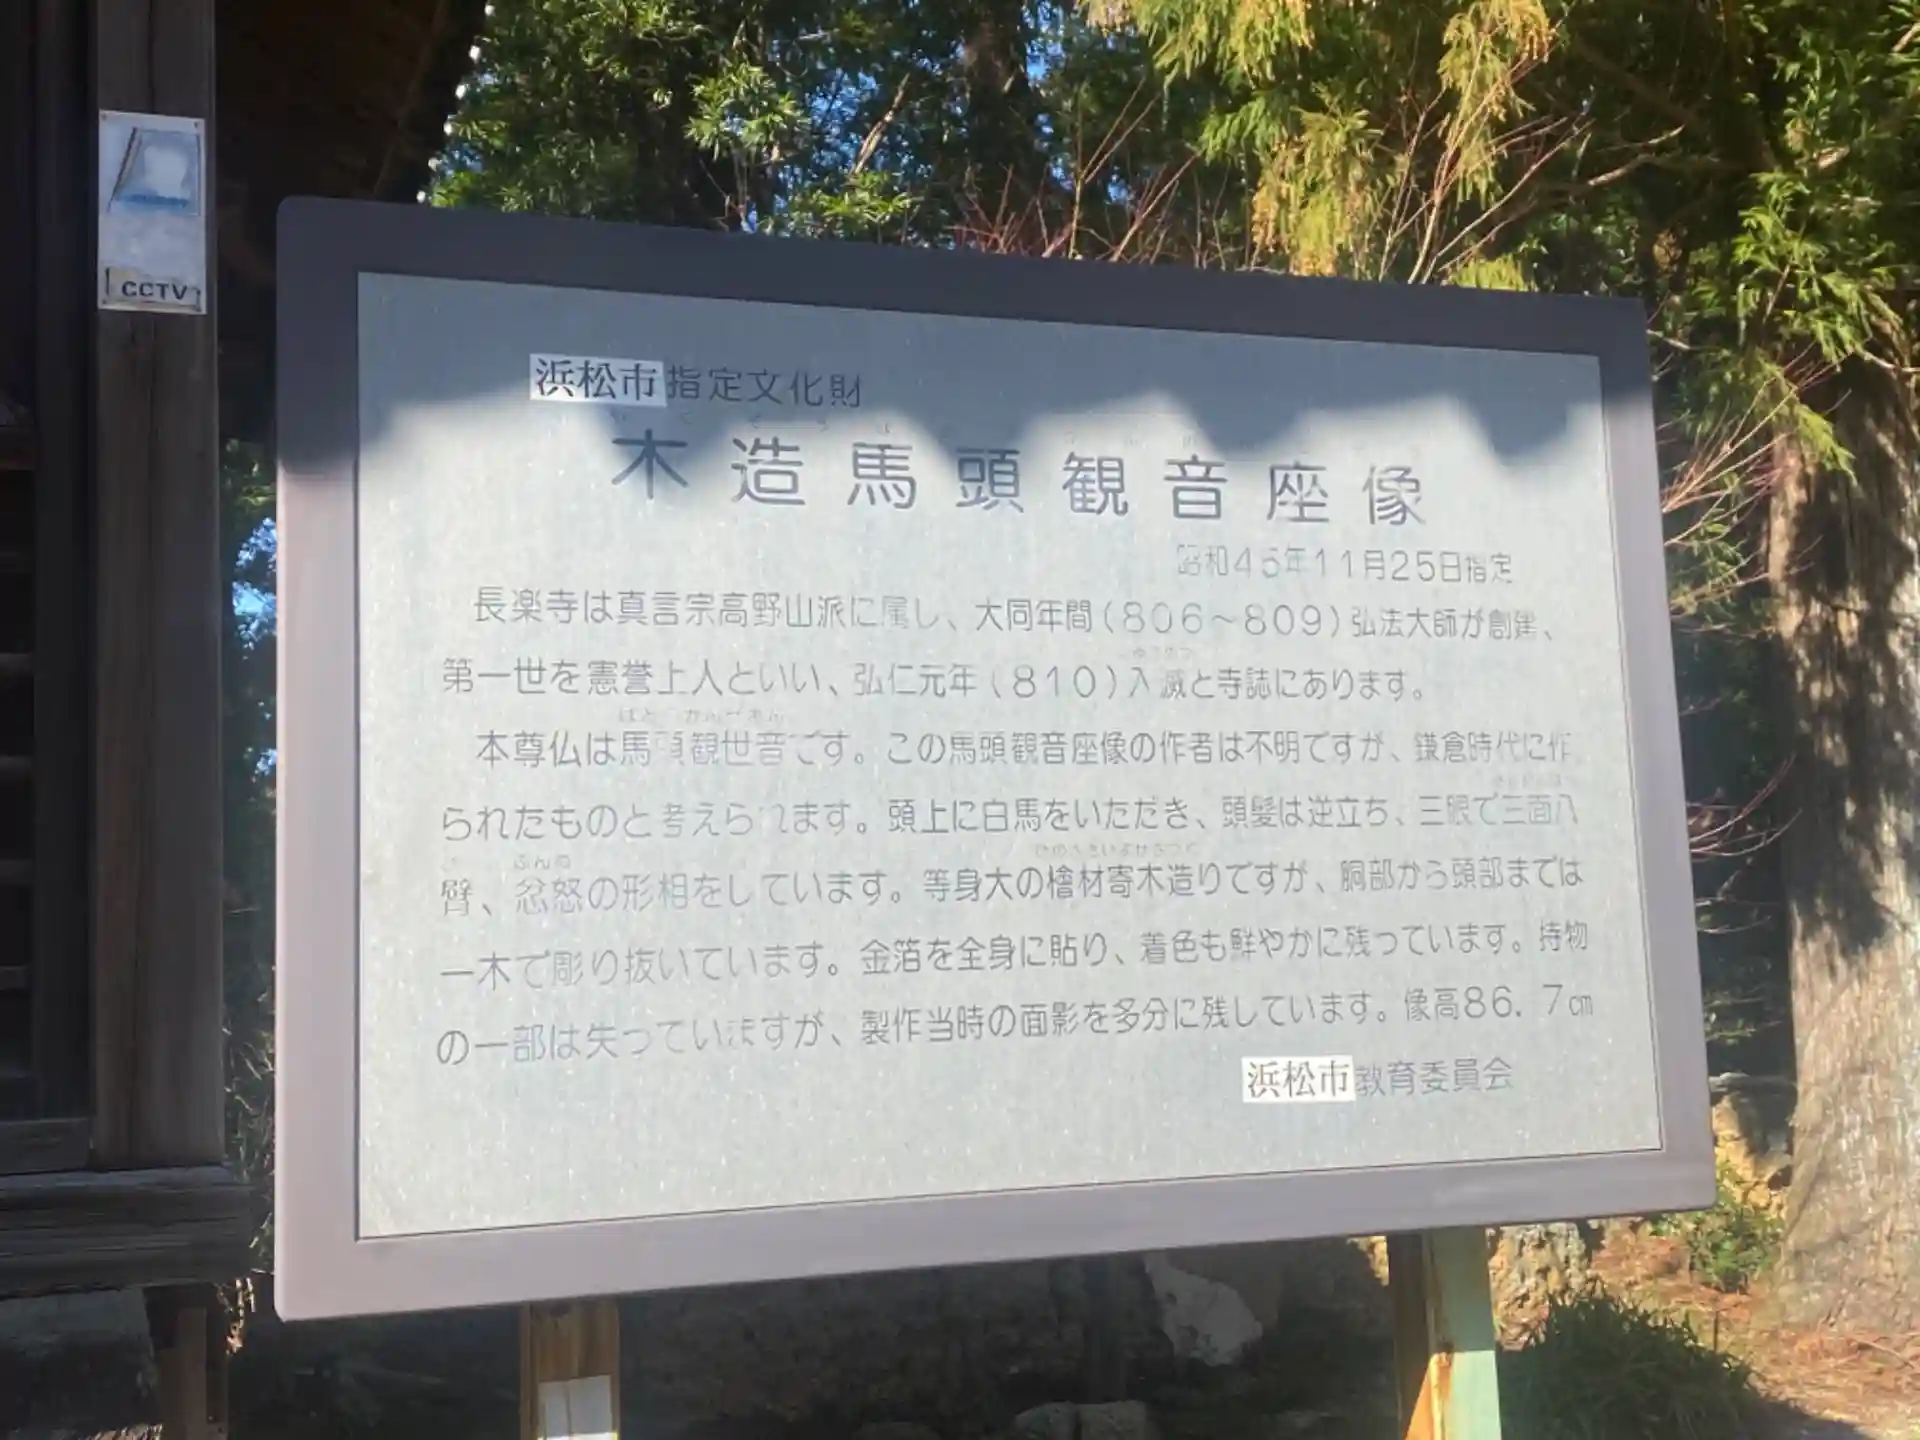 CCTV
浜松市指定文化財
木造馬頭観音座像
昭和45年11月25日指定
長楽寺は真言宗高野山派に属し、大同年間(806～809)弘法大師が創建、
第一世を憲誉上人といい、弘仁元年(810)入滅と寺誌にあります。
本尊仏は馬頭観世音です。この馬頭観音座像の作者は不明ですが、鎌倉時代に作
られたものと考えられます。頭上に白馬をいただき、頭髪は逆立ち、三眼で三面八
臂、忿怒の形相をしています。等身大の檜材寄木造りですが、胴部から頭部までは
一木で彫り抜いています。金箔を全身に貼り、着色も鮮やかに残っています。持物
の一部は失っていますが、製作当時の面影を多分に残しています。像高86.7㎝
浜松市教育委員会